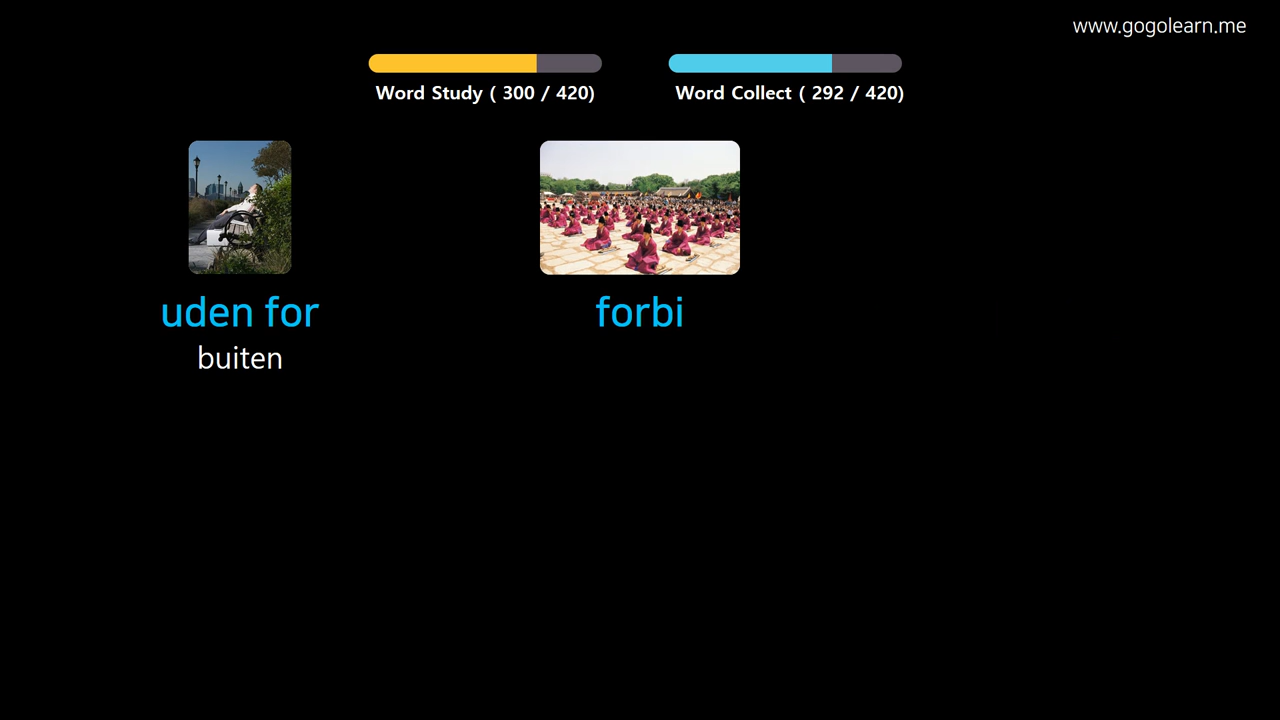 www.gogolearn.me
Word Study ( 300 / 420)
Word Collect ( 292 / 420)
uden for
forbi
buiten